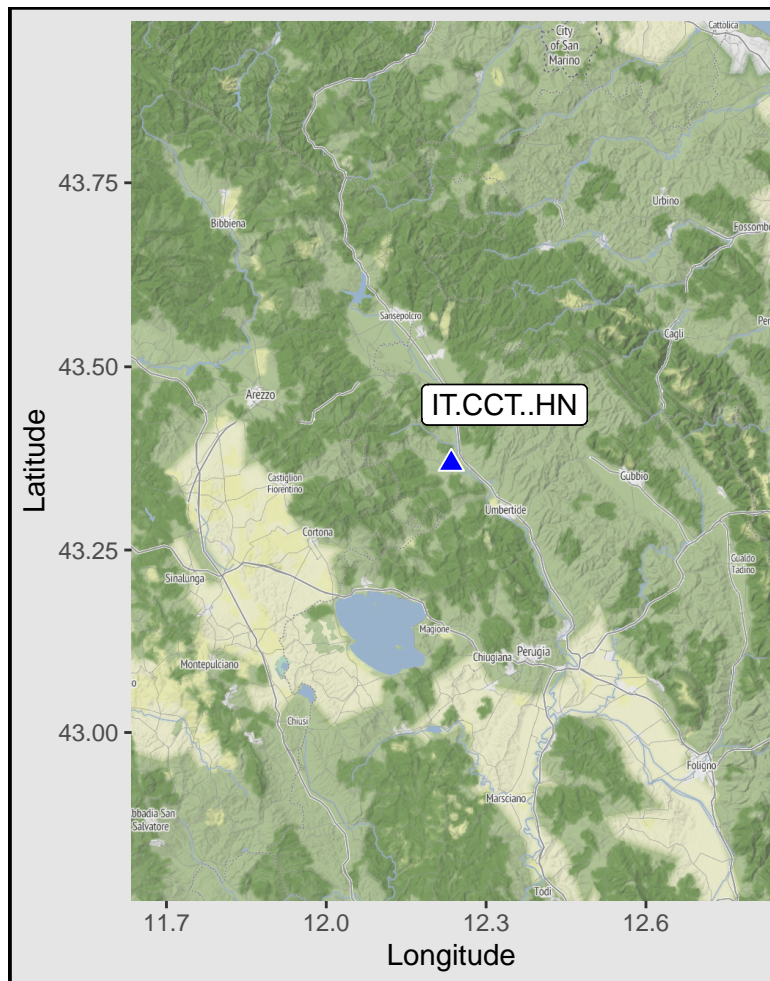 Cattolica
City
of San
Marino
43.75
Urbino
Bibbiena
Fossomb
Sansepolcro
Pe
Cagli
43.50
Arezzo
IT.CCT..HN
Latitude
Castiglion
Fiorentino
Gubbio
Umbertide
Cortona
43.25
Gualdo
Tadino
Sinalunga
Magione
Chiugiana
Perugia
Montepulciano
o
Chiusi
43.00
Foligno
Marsciano
bbadia San
Salvatore
Todi
11.7
12.0
12.3
12.6
Longitude